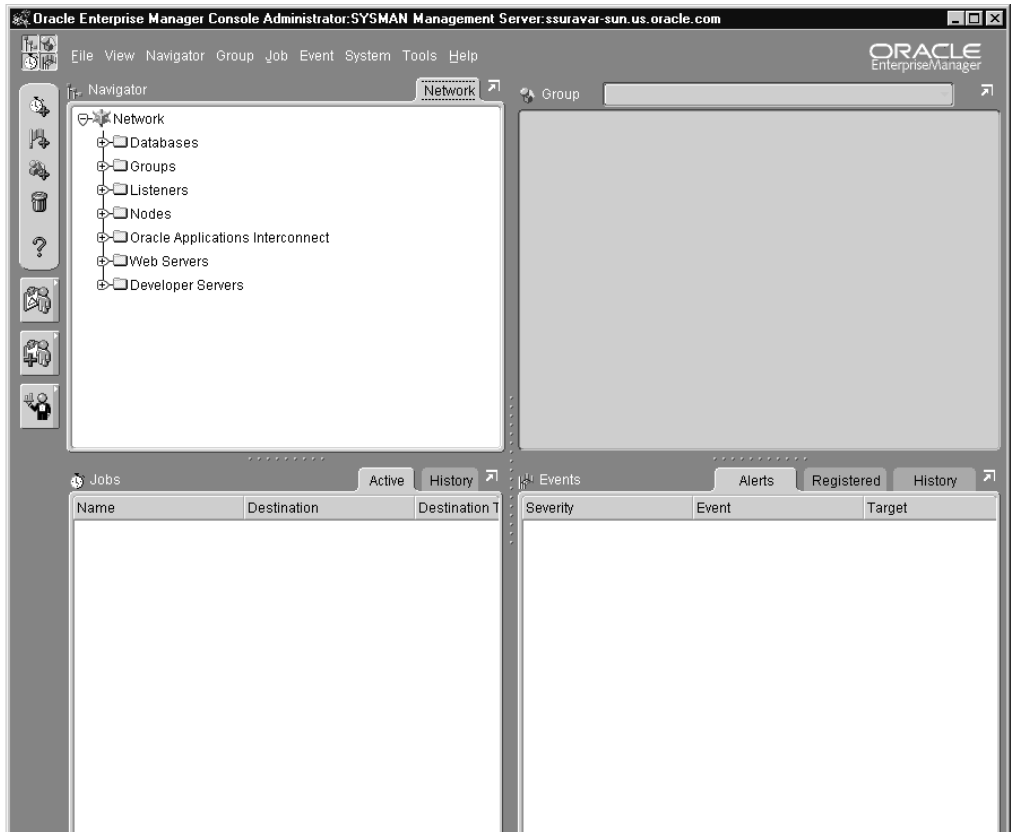 Oracle Enterprise Manager Console Administrator:SYSMAN Management Server:ssuravar-sun.us.oracle.com
File View Navigator Group Job Event System Tools Help
ORACLE
EnterpriseManager
Navigator
Network
Group
Network
Databases
Groups
Listeners
Nodes
Oracle Applications Interconnect
Web Servers
Developer Servers
Jobs
Active
History
Events
Alerts
Registered
History
Name
Destination
Destination T
Severity
Event
Target